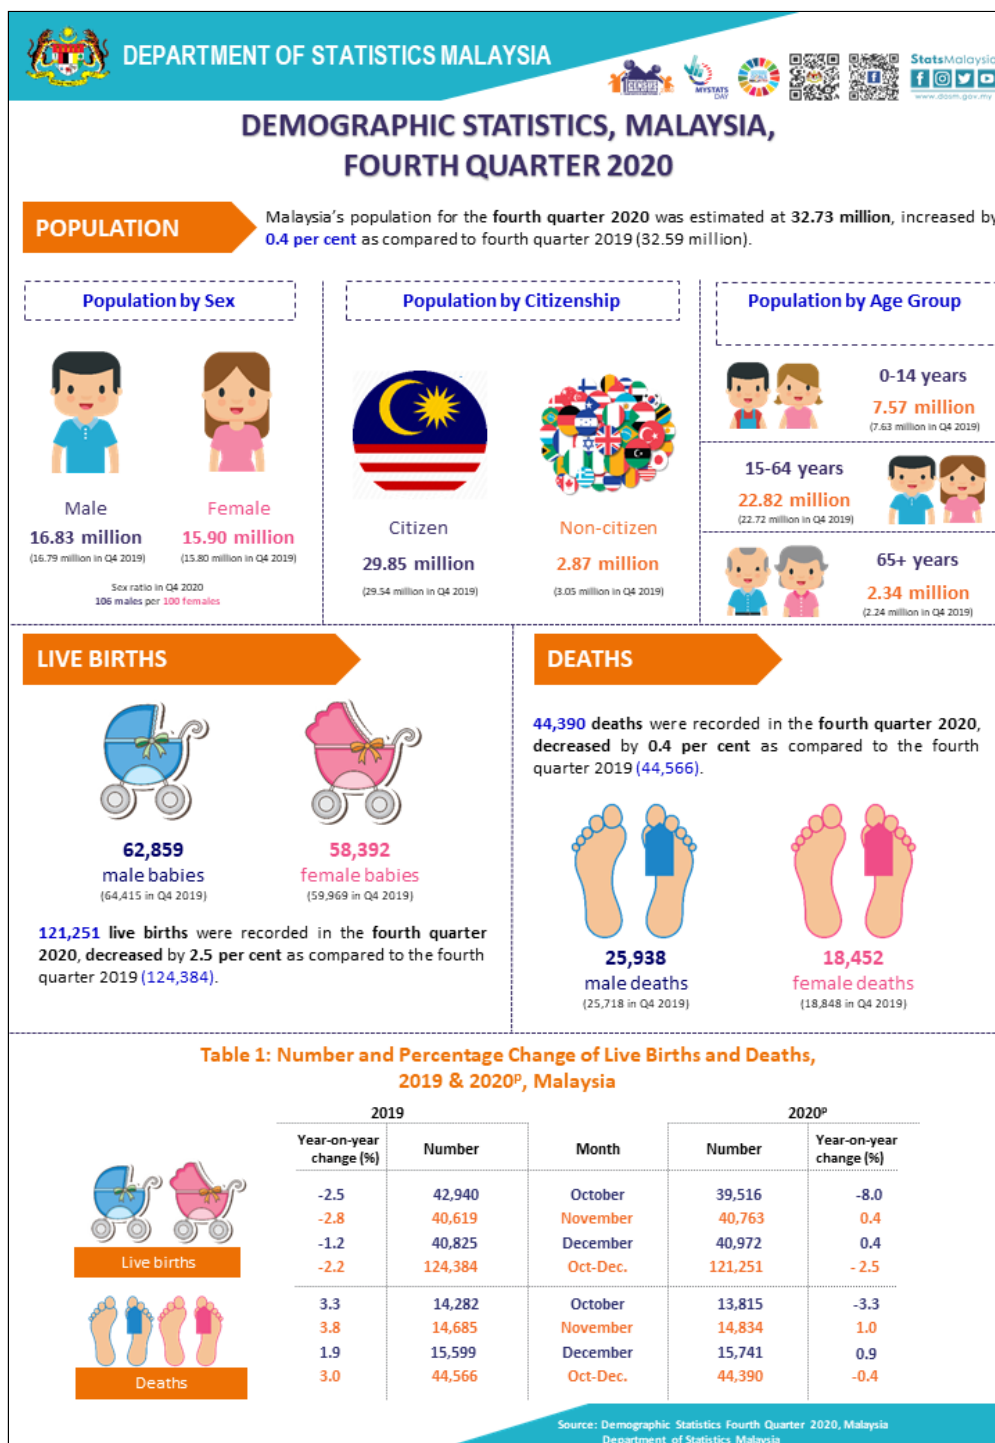 DEPARTMENT OF STATISTICS MALAYSIA
CENSUS
MYSTATS
DAY
StatsMalaysia
www.dosm.gov.my
DEMOGRAPHIC STATISTICS, MALAYSIA,
FOURTH QUARTER 2020
POPULATION
Malaysia's population for the fourth quarter 2020 was estimated at 32.73 million, increased by
0.4 per cent as compared to fourth quarter 2019 (32.59 million).
Population by Sex
Male
16.83 million
(16.79 million in Q4 2019)
Female
15.90 million
(15.80 million in Q4 2019)
Sex ratio in Q4 2020
106 males per 100 females
Population by Citizenship
Citizen
29.85 million
(29.54 million in Q4 2019)
Non-citizen
2.87 million
(3.05 million in Q4 2019)
Population by Age Group
0-14 years
7.57 million
(7.63 million in Q4 2019)
15-64 years
22.82 million
(22.72 million in Q4 2019)
65+ years
2.34 million
(2.24 million in Q4 2019)
LIVE BIRTHS
62,859
male babies
(64,415 in Q4 2019)
58,392
female babies
(59,969 in Q4 2019)
121,251 live births were recorded in the fourth quarter
2020, decreased by 2.5 per cent as compared to the fourth
quarter 2019 (124,384).
DEATHS
44,390 deaths were recorded in the fourth quarter 2020,
decreased by 0.4 per cent as compared to the fourth
quarter 2019 (44,566).
25,938
male deaths
(25,718 in Q4 2019)
18,452
female deaths
(18,848 in Q4 2019)
Table 1: Number and Percentage Change of Live Births and Deaths,
2019 & 2020ᵖ, Malaysia
2019 2020ᵖ
Year-on-year change (%) Number Month Number Year-on-year change (%)
Live births
-2.5 42,940 October 39,516 -8.0
-2.8 40,619 November 40,763 0.4
-1.2 40,825 December 40,972 0.4
-2.2 124,384 Oct-Dec. 121,251 - 2.5
Deaths
3.3 14,282 October 13,815 -3.3
3.8 14,685 November 14,834 1.0
1.9 15,599 December 15,741 0.9
3.0 44,566 Oct-Dec. 44,390 -0.4
Source: Demographic Statistics Fourth Quarter 2020, Malaysia
Department of Statistics Malaysia